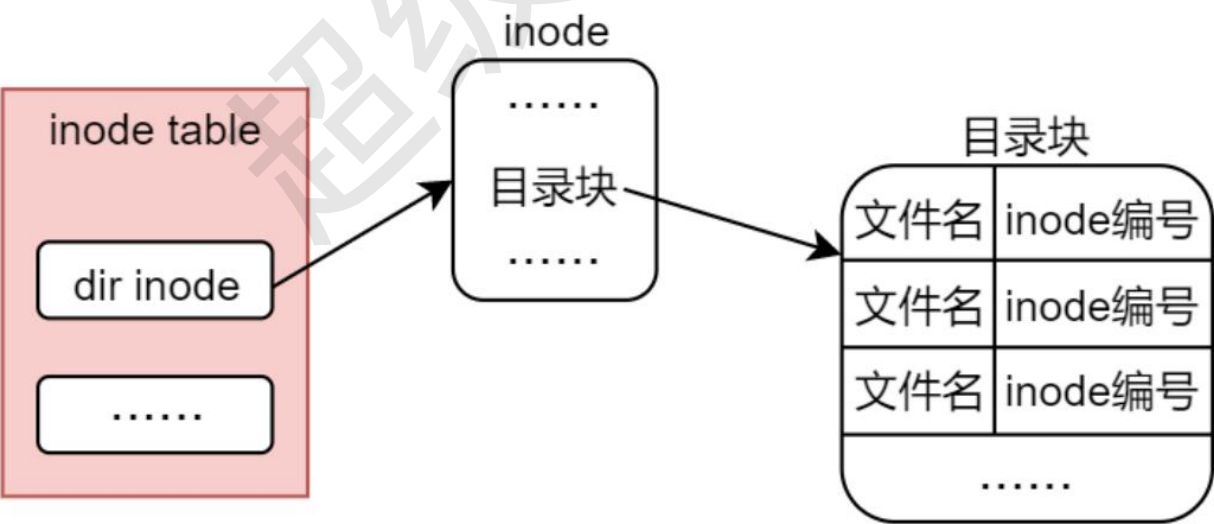 inode
......
目录块
......
inode table
dir inode
......
目录块
文件名 inode编号
文件名 inode编号
文件名 inode编号
......
超级